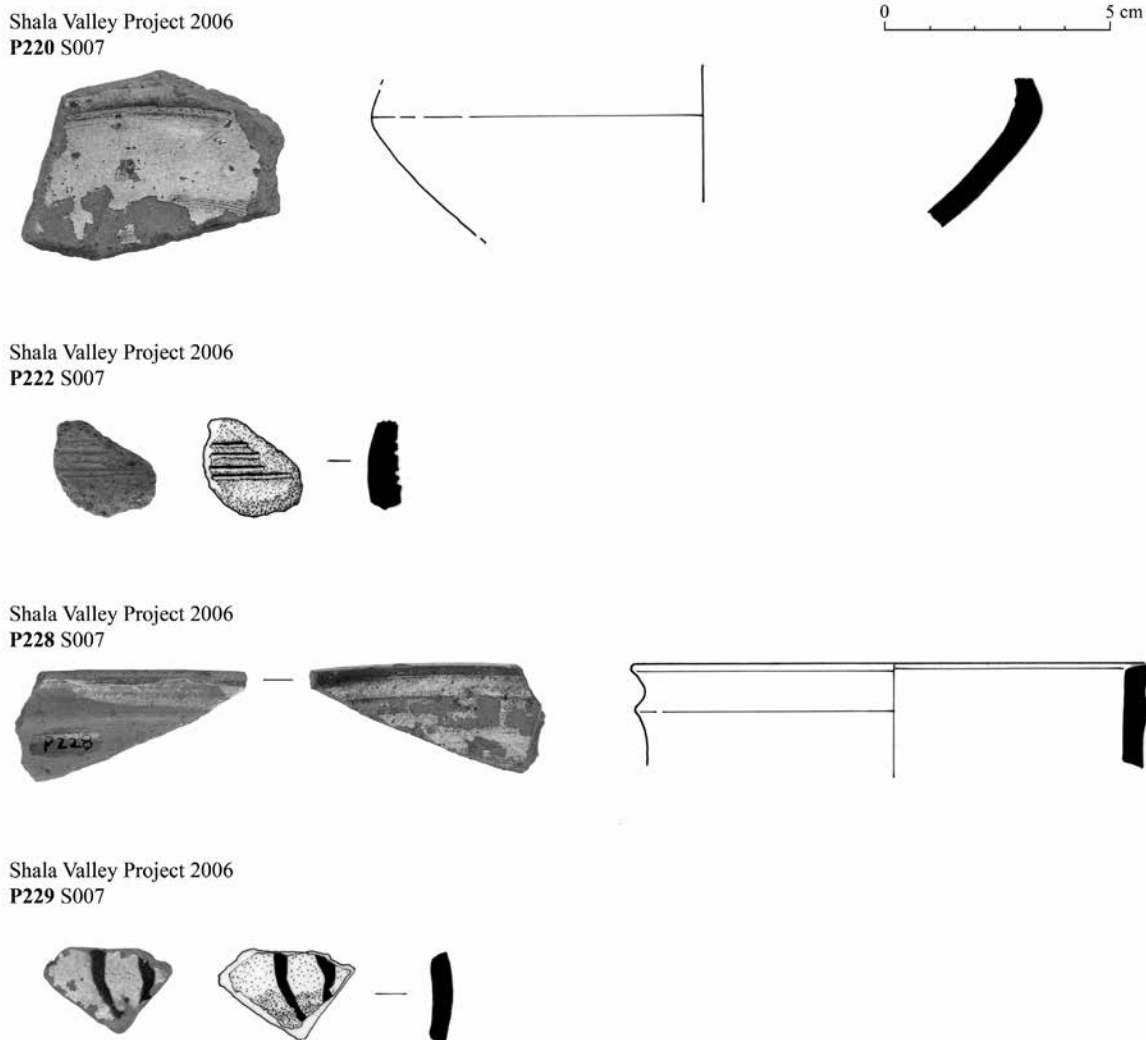 Shala Valley Project 2006
P220 S007
0 5 cm
Shala Valley Project 2006
P222 S007
Shala Valley Project 2006
P228 S007
P228
Shala Valley Project 2006
P229 S007